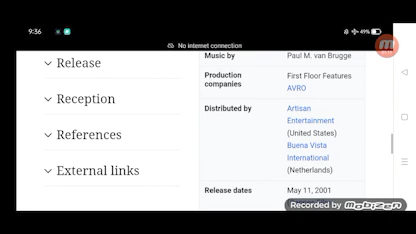 9:36
49%
No internet connection
Release
Reception
References
External links
Music by
Paul M. van Brugge
Production
companies
First Floor Features
AVRO
Distributed by
Artisan
Entertainment
(United States)
Buena Vista
International
(Netherlands)
Release dates
May 11, 2001
Recorded by Mobizen